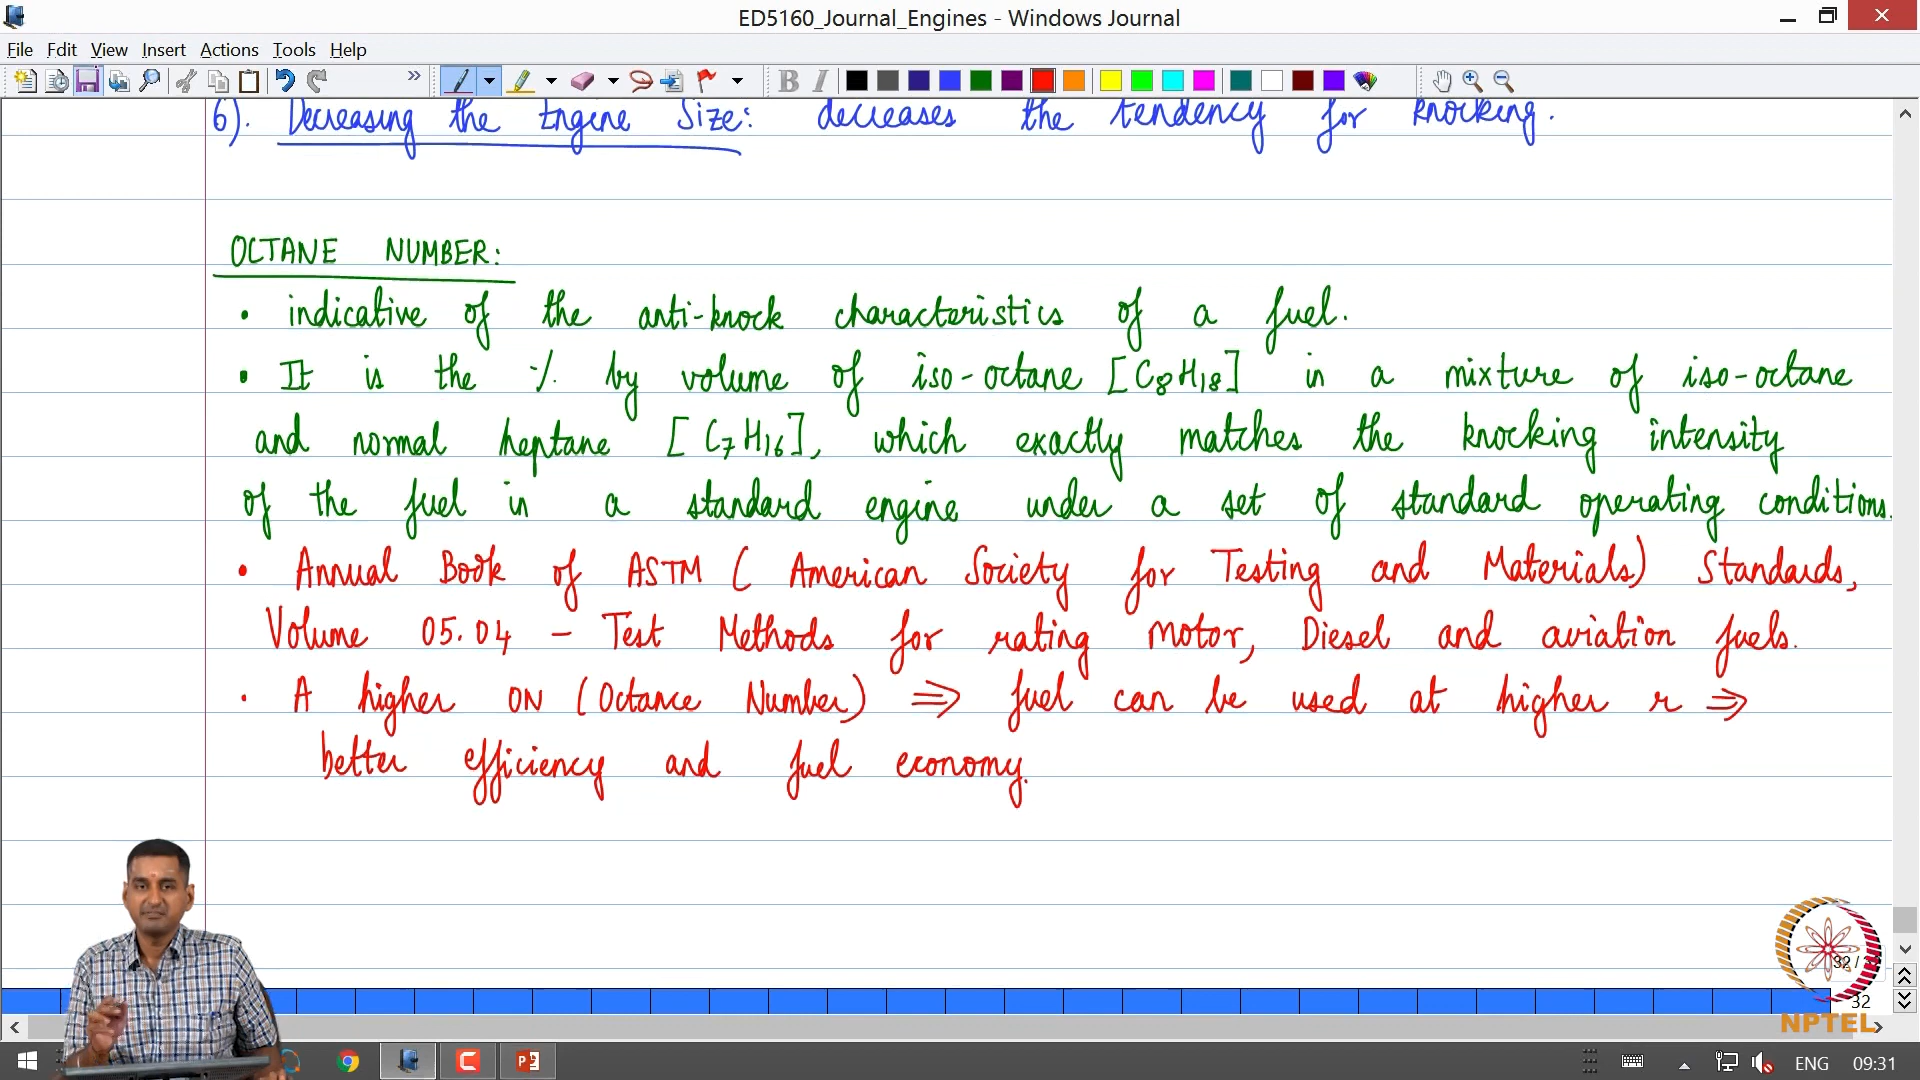 ED5160_Journal_Engines - Windows Journal
File Edit View Insert Actions Tools Help
6). Decreasing the Engine Size: decreases the tendency for knocking.
OCTANE NUMBER:
• indicative of the anti-knock characteristics of a fuel.
• It is the % by volume of iso-octane [C8H18] in a mixture of iso-octane
and normal heptane [C7H16], which exactly matches the knocking intensity
of the fuel in a standard engine under a set of standard operating conditions.
• Annual Book of ASTM (American Society for Testing and Materials) Standards,
Volume 05.04 – Test Methods for rating Motor, Diesel and aviation fuels.
• A higher ON (Octance Number) ⇒ fuel can be used at higher r ⇒
better efficiency and fuel economy.
32 /
32
NPTEL
ENG 09:31